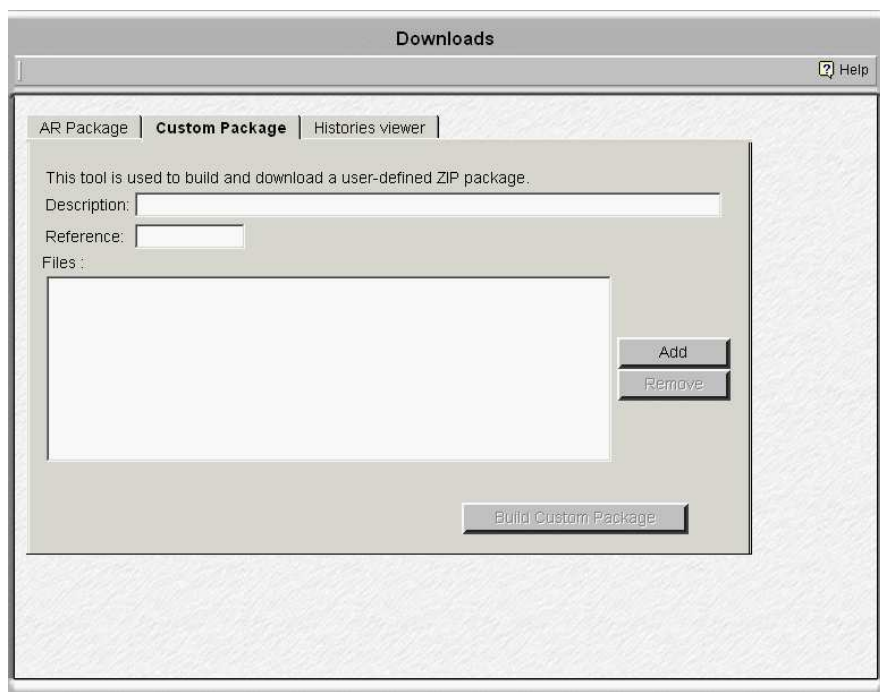 Downloads
Help
AR Package Custom Package Histories viewer
This tool is used to build and download a user-defined ZIP package.
Description:
Reference:
Files :
Add
Remove
Build Custom Package